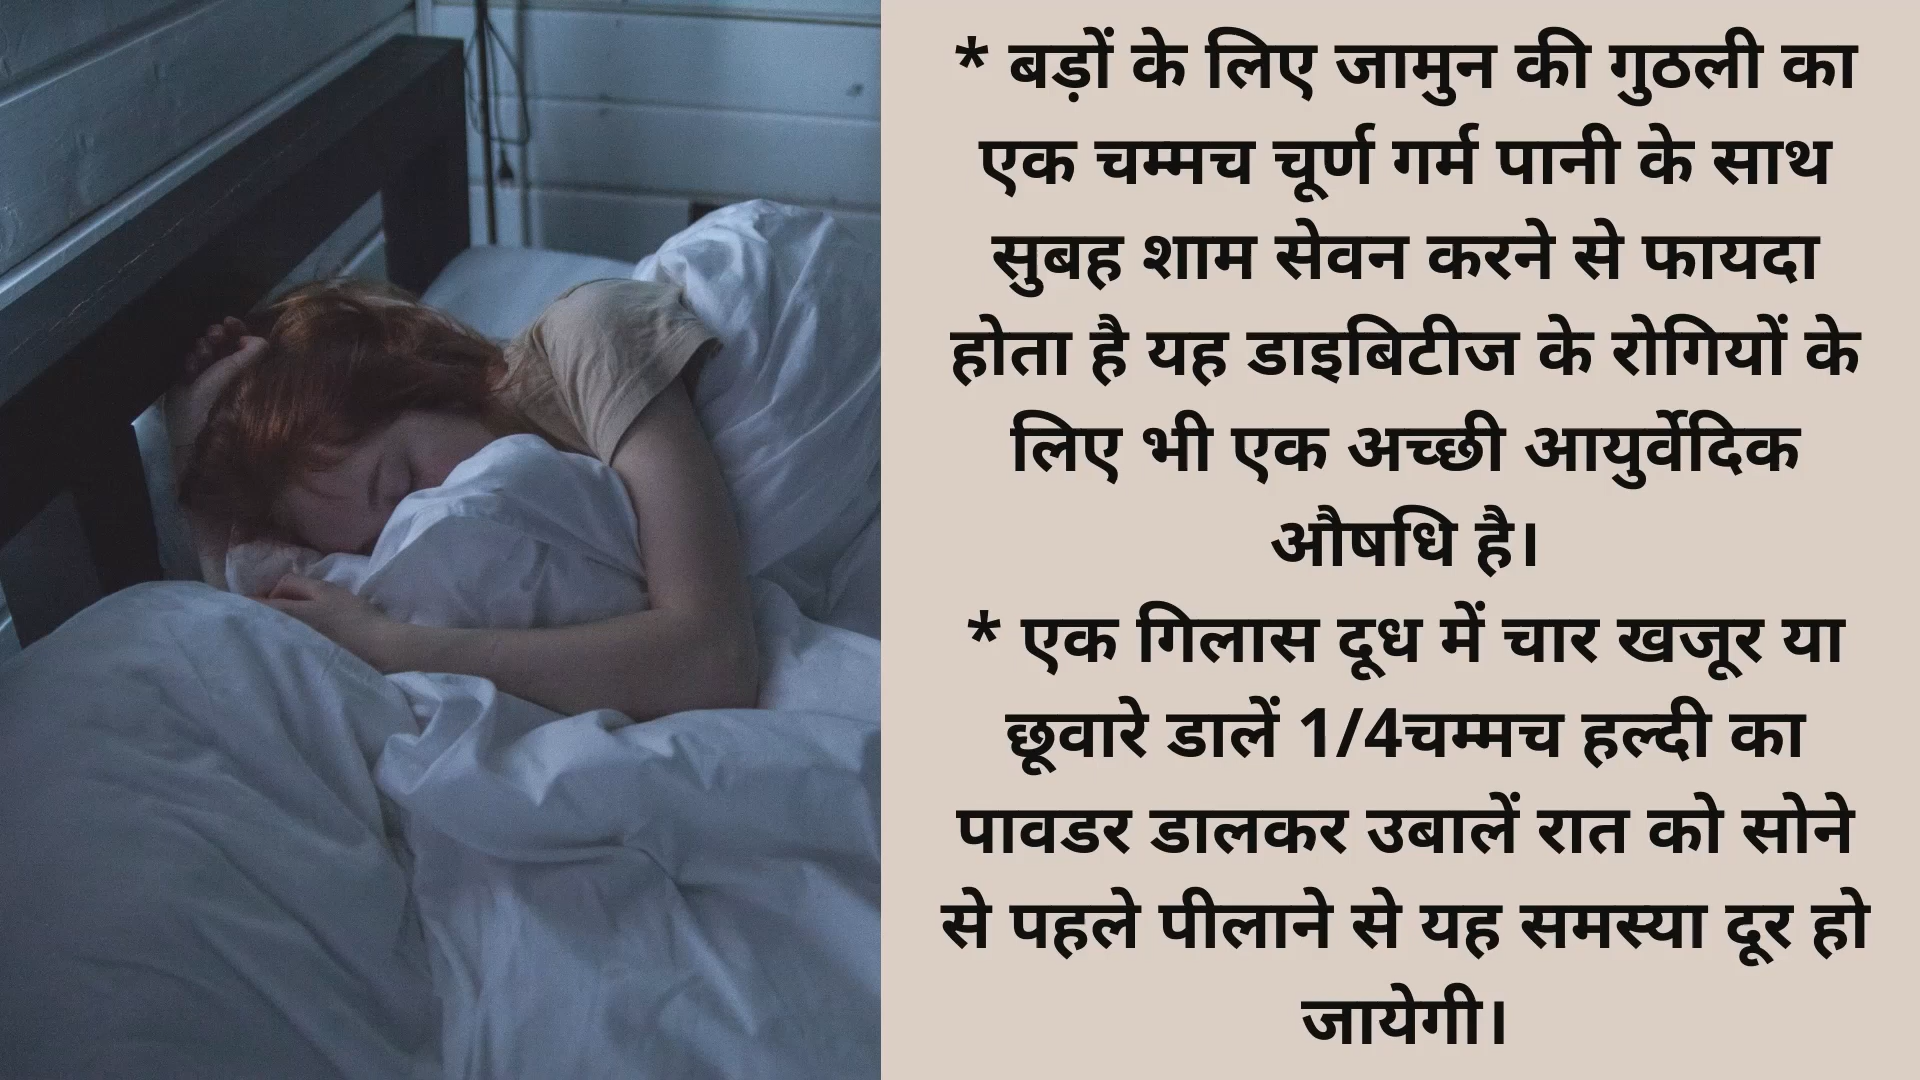 * बड़ों के लिए जामुन की गुठली का
एक चम्मच चूर्ण गर्म पानी के साथ
सुबह शाम सेवन करने से फायदा
होता है यह डाइबिटीज के रोगियों के
लिए भी एक अच्छी आयुर्वेदिक
औषधि है।
* एक गिलास दूध में चार खजूर या
छूवारे डालें 1/4चम्मच हल्दी का
पावडर डालकर उबालें रात को सोने
से पहले पीलाने से यह समस्या दूर हो
जायेगी।